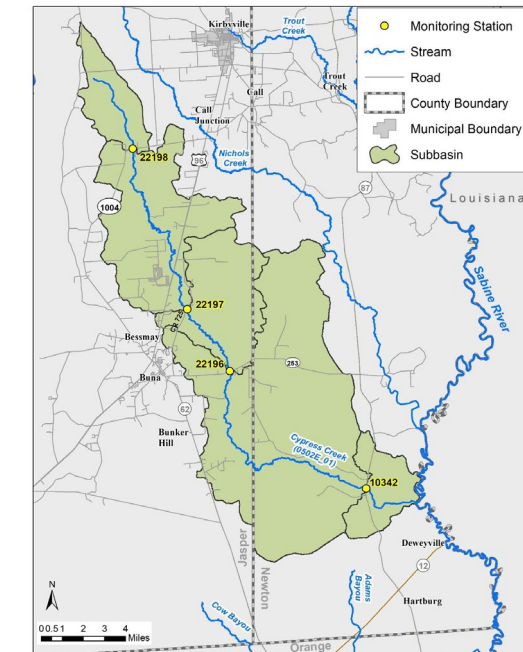 Kirbyville
Trout
Creek
Monitoring Station
Stream
Road
County Boundary
Municipal Boundary
Subbasin
Trout
Creek
Call
Call
Junction
Nichols
Creek
96
22198
87
1004
Louisiana
Sabine River
22197
CR 725
Bessmay
22196
253
Buna
62
Bunker
Hill
Cypress Creek
(0502E_01)
10342
Deweyville
Jasper
Newton
12
Adams
Bayou
Hartburg
Cow Bayou
Orange
N
0 0.5 1 2 3 4
Miles